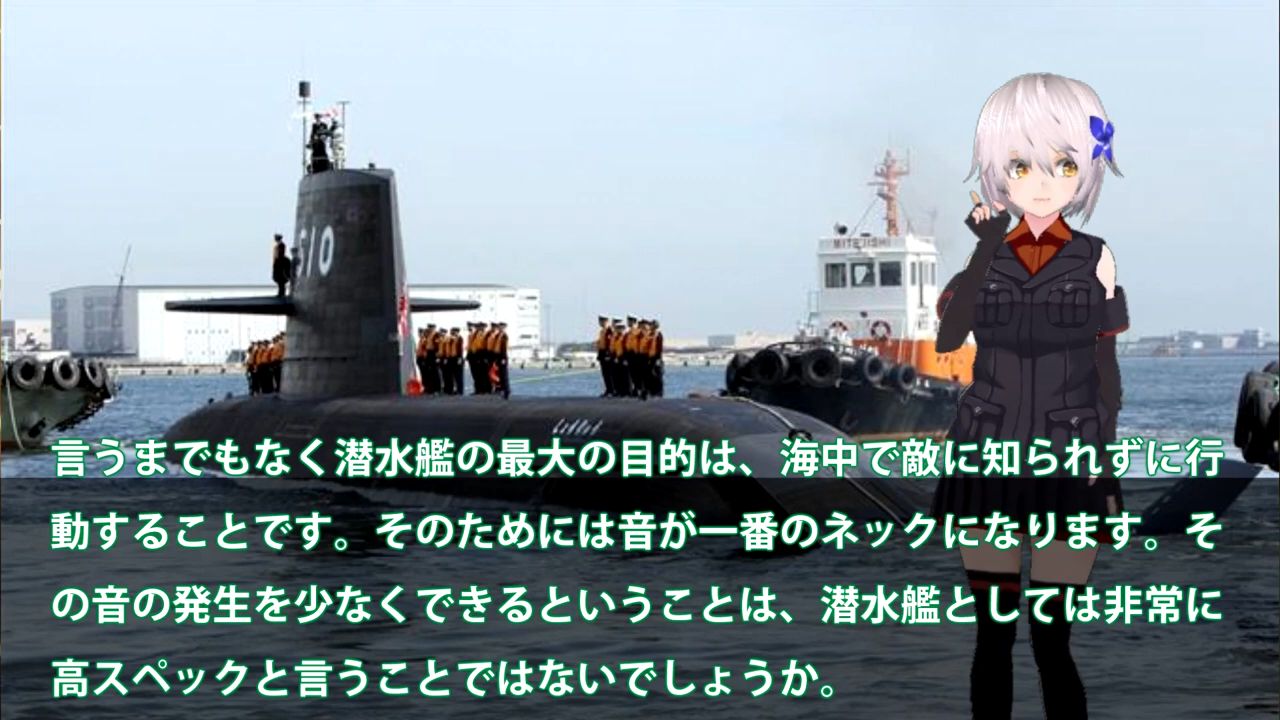 510
MITEJISHI
言うまでもなく潜水艦の最大の目的は、海中で敵に知られずに行
動することです。そのためには音が一番のネックになります。そ
の音の発生を少なくできるということは、潜水艦としては非常に
高スペックと言うことではないでしょうか。